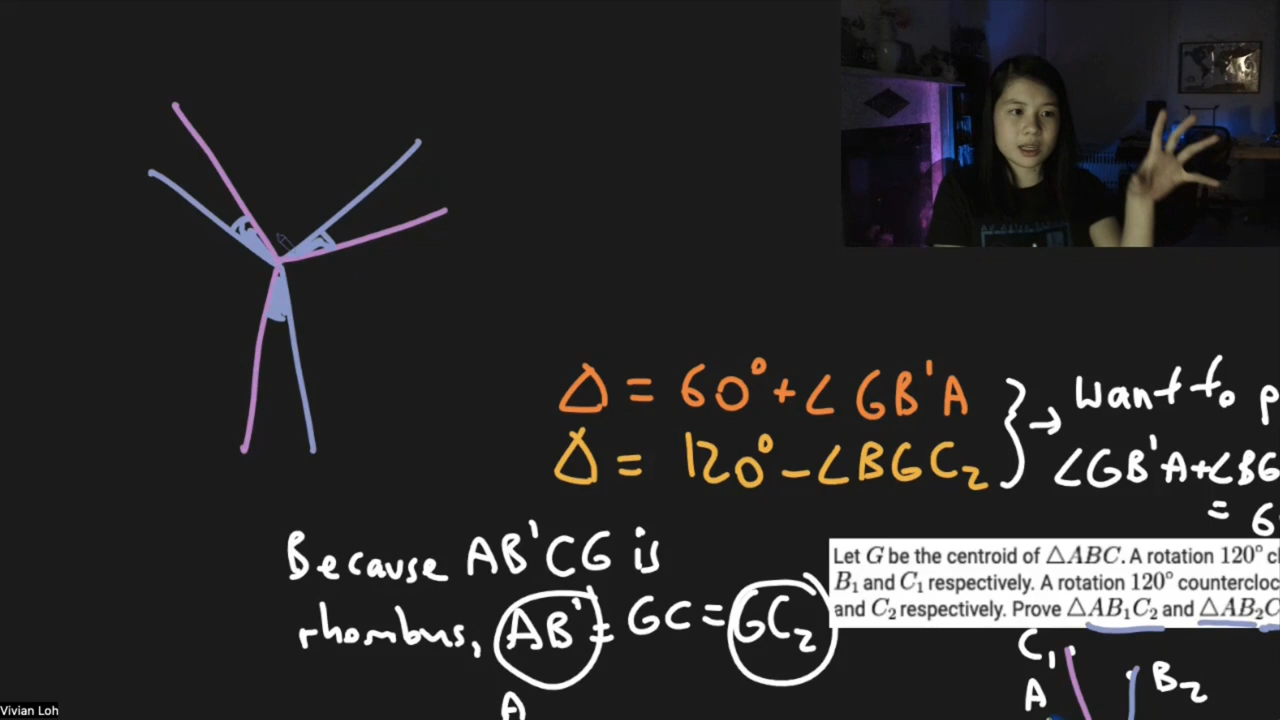 Δ = 60° + ∠GB'A
Δ = 120° - ∠BGC₂
} → Want to p
∠GB'A+∠BG
= 6
Because AB'CG is
rhombus, AB' = GC = GC₂
A
Let G be the centroid of △ABC. A rotation 120° cl
B₁ and C₁ respectively. A rotation 120° countercloc
and C₂ respectively. Prove △AB₁C₂ and △AB₂C
C₁
A
B₂
Vivian Loh